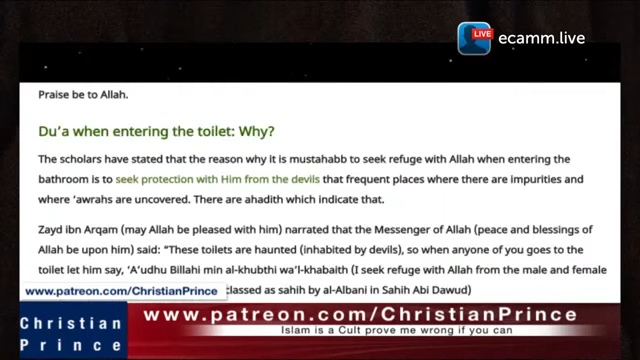 LIVE
ecamm.live
Praise be to Allah.
Du'a when entering the toilet: Why?
The scholars have stated that the reason why it is mustahabb to seek refuge with Allah when entering the
bathroom is to seek protection with Him from the devils that frequent places where there are impurities and
where 'awrahs are uncovered. There are ahadith which indicate that.
Zayd ibn Arqam (may Allah be pleased with him) narrated that the Messenger of Allah (peace and blessings of
Allah be upon him) said: "These toilets are haunted (inhabited by devils), so when anyone of you goes to the
toilet let him say, 'A'udhu Billahi min al-khubthi wa'l-khabaith (I seek refuge with Allah from the male and female
www.patreon.com/ChristianPrince classed as sahih by al-Albani in Sahih Abi Dawud)
Christian
Prince
www.patreon.com/ChristianPrince
Islam is a Cult prove me wrong if you can